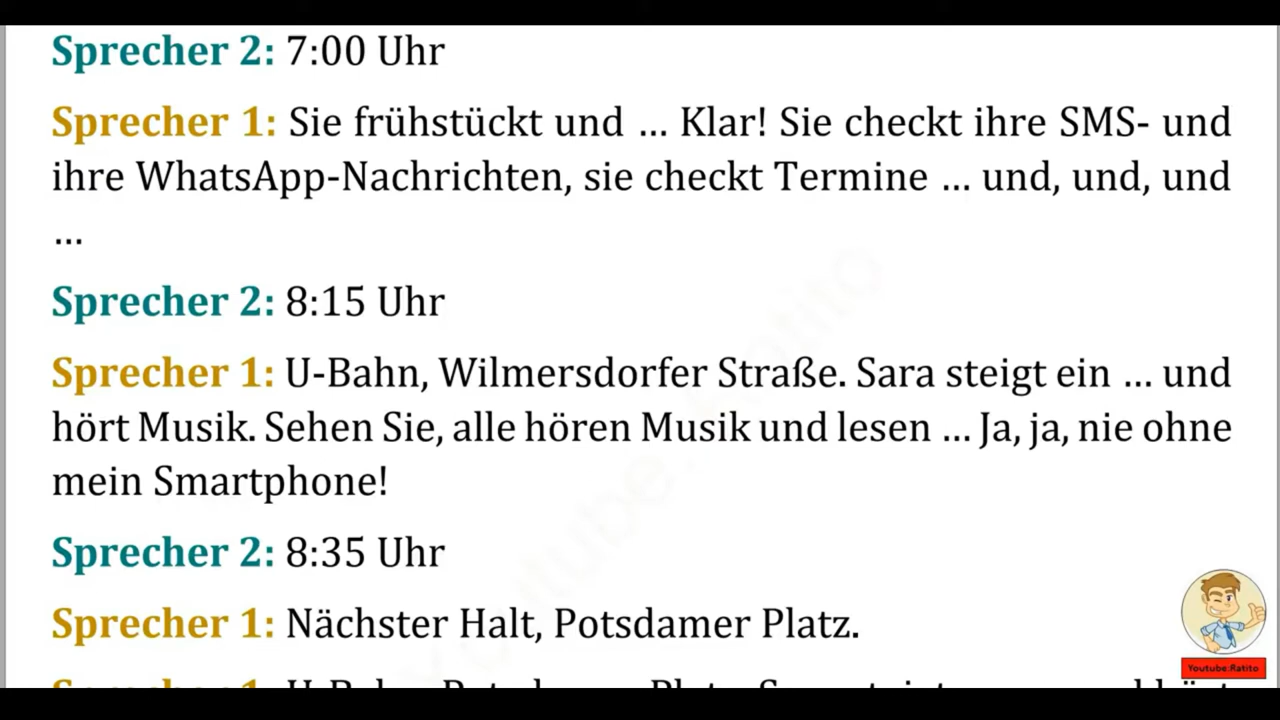 Sprecher 2: 7:00 Uhr
Sprecher 1: Sie frühstückt und ... Klar! Sie checkt ihre SMS- und
ihre WhatsApp-Nachrichten, sie checkt Termine ... und, und, und
...
Sprecher 2: 8:15 Uhr
Sprecher 1: U-Bahn, Wilmersdorfer Straße. Sara steigt ein ... und
hört Musik. Sehen Sie, alle hören Musik und lesen ... Ja, ja, nie ohne
mein Smartphone!
Sprecher 2: 8:35 Uhr
Sprecher 1: Nächster Halt, Potsdamer Platz.
Youtube.Ratito
Youtube.Ratito